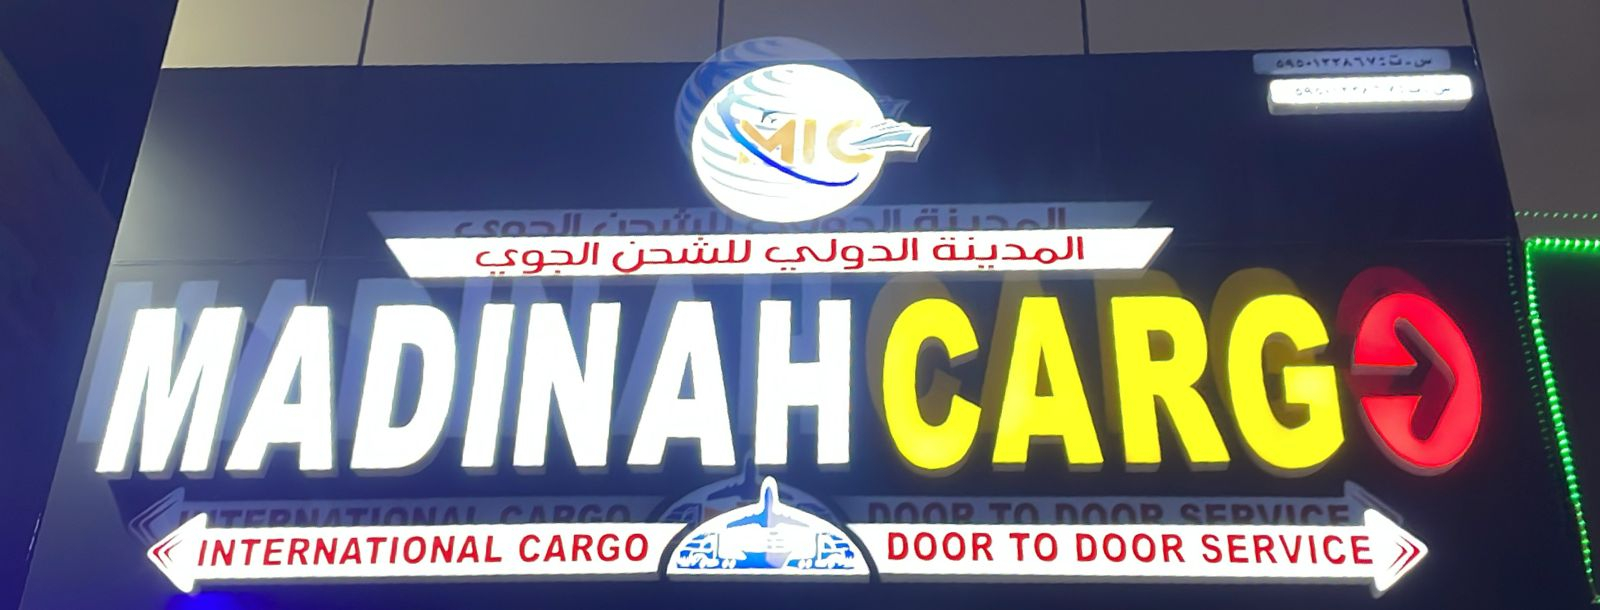 MIC
المدينة الدولي للشحن الجوي
MADINAH CARGO
INTERNATIONAL CARGO
DOOR TO DOOR SERVICE